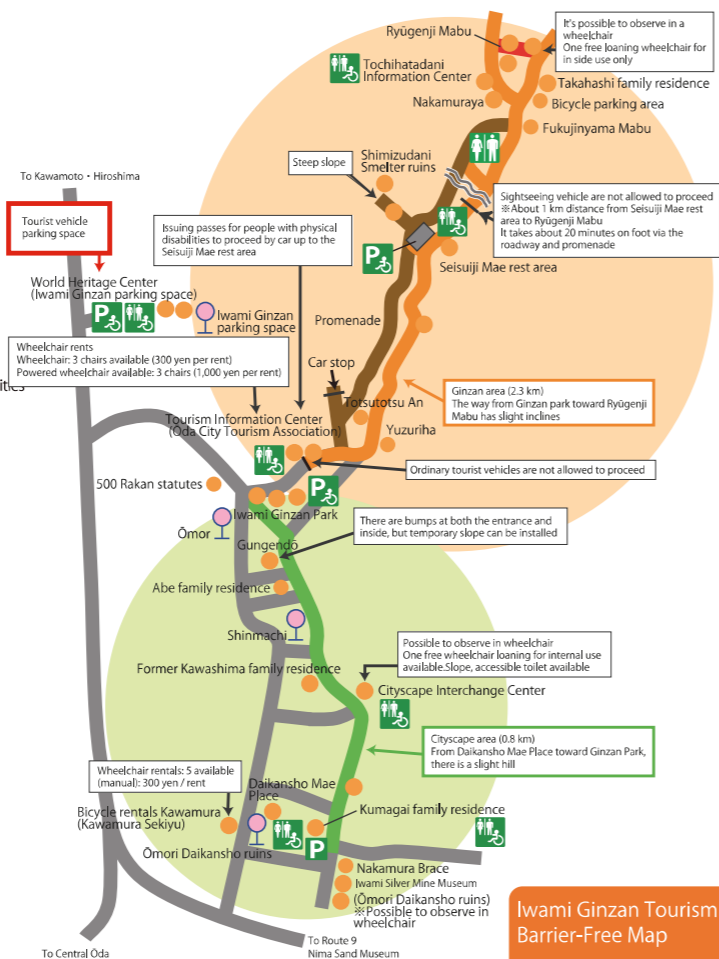 Ryūgenji Mabu
It's possible to observe in a
wheelchair
One free loaning wheelchair for
in side use only
Tochihatadani
Information Center
Takahashi family residence
Nakamuraya
Bicycle parking area
Fukujinyama Mabu
Steep slope
Shimizudani
Smelter ruins
To Kawamoto・Hiroshima
Sightseeing vehicle are not allowed to proceed
※About 1 km distance from Seisuiji Mae rest
area to Ryūgenji Mabu
It takes about 20 minutes on foot via the
roadway and promenade
Tourist vehicle
parking space
Issuing passes for people with physical
disabilities to proceed by car up to the
Seisuiji Mae rest area
P
Seisuiji Mae rest area
World Heritage Center
(Iwami Ginzan parking space)
P
Iwami Ginzan
parking space
Promenade
Wheelchair rents
Wheelchair: 3 chairs available (300 yen per rent)
Powered wheelchair available: 3 chairs (1,000 yen per rent)
ities
Car stop
Ginzan area (2.3 km)
The way from Ginzan park toward Ryūgenji
Mabu has slight inclines
Totsutotsu An
Tourism Information Center
(Oda City Tourism Association)
Yuzuriha
Ordinary tourist vehicles are not allowed to proceed
500 Rakan statutes
P
Iwami Ginzan Park
Ōmor
There are bumps at both the entrance and
inside, but temporary slope can be installed
Gungendō
Abe family residence
Shinmachi
Possible to observe in wheelchair
One free wheelchair loaning for internal use
available.Slope, accessible toilet available
Former Kawashima family residence
Cityscape Interchange Center
Cityscape area (0.8 km)
From Daikansho Mae Place toward Ginzan Park,
there is a slight hill
Wheelchair rentals: 5 available
(manual): 300 yen / rent
Daikansho Mae
Place
Bicycle rentals Kawamura
(Kawamura Sekiyu)
Kumagai family residence
Ōmori Daikansho ruins
P
Nakamura Brace
Iwami Silver Mine Museum
(Ōmori Daikansho ruins)
※Possible to observe in
wheelchair
Iwami Ginzan Tourism
Barrier-Free Map
To Route 9
Nima Sand Museum
To Central Ōda